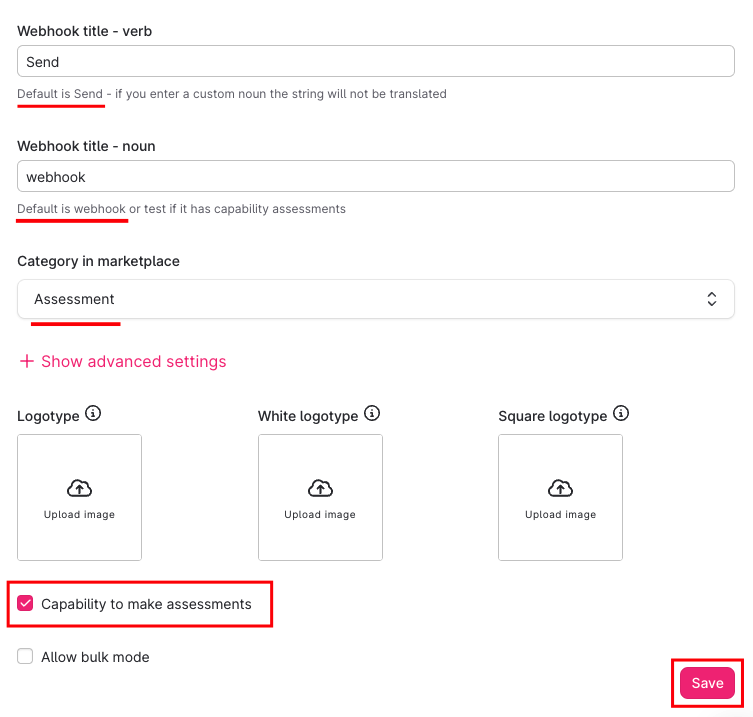 Webhook title - verb
Send
Default is Send - if you enter a custom noun the string will not be translated
Webhook title - noun
webhook
Default is webhook or test if it has capability assessments
Category in marketplace
Assessment
Show advanced settings
Logotype White logotype Square logotype
Upload image Upload image Upload image
Capability to make assessments
Allow bulk mode
Save